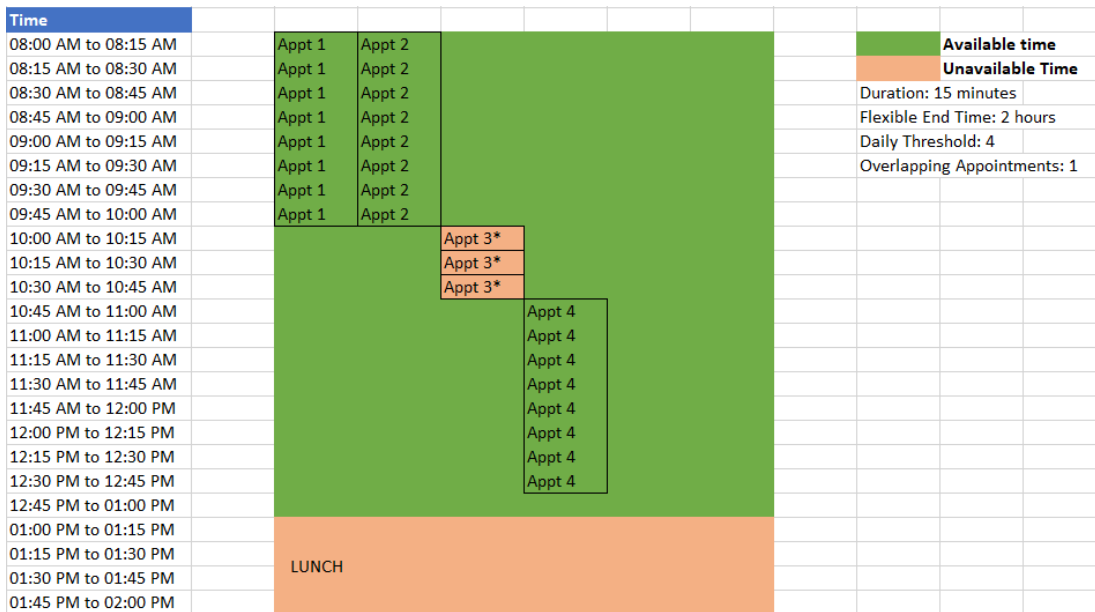 Time
08:00 AM to 08:15 AM Appt 1 Appt 2 Available time
08:15 AM to 08:30 AM Appt 1 Appt 2 Unavailable Time
08:30 AM to 08:45 AM Appt 1 Appt 2 Duration: 15 minutes
08:45 AM to 09:00 AM Appt 1 Appt 2 Flexible End Time: 2 hours
09:00 AM to 09:15 AM Appt 1 Appt 2 Daily Threshold: 4
09:15 AM to 09:30 AM Appt 1 Appt 2 Overlapping Appointments: 1
09:30 AM to 09:45 AM Appt 1 Appt 2
09:45 AM to 10:00 AM Appt 1 Appt 2
10:00 AM to 10:15 AM Appt 3*
10:15 AM to 10:30 AM Appt 3*
10:30 AM to 10:45 AM Appt 3*
10:45 AM to 11:00 AM Appt 4
11:00 AM to 11:15 AM Appt 4
11:15 AM to 11:30 AM Appt 4
11:30 AM to 11:45 AM Appt 4
11:45 AM to 12:00 PM Appt 4
12:00 PM to 12:15 PM Appt 4
12:15 PM to 12:30 PM Appt 4
12:30 PM to 12:45 PM Appt 4
12:45 PM to 01:00 PM
01:00 PM to 01:15 PM
01:15 PM to 01:30 PM
LUNCH
01:30 PM to 01:45 PM
01:45 PM to 02:00 PM